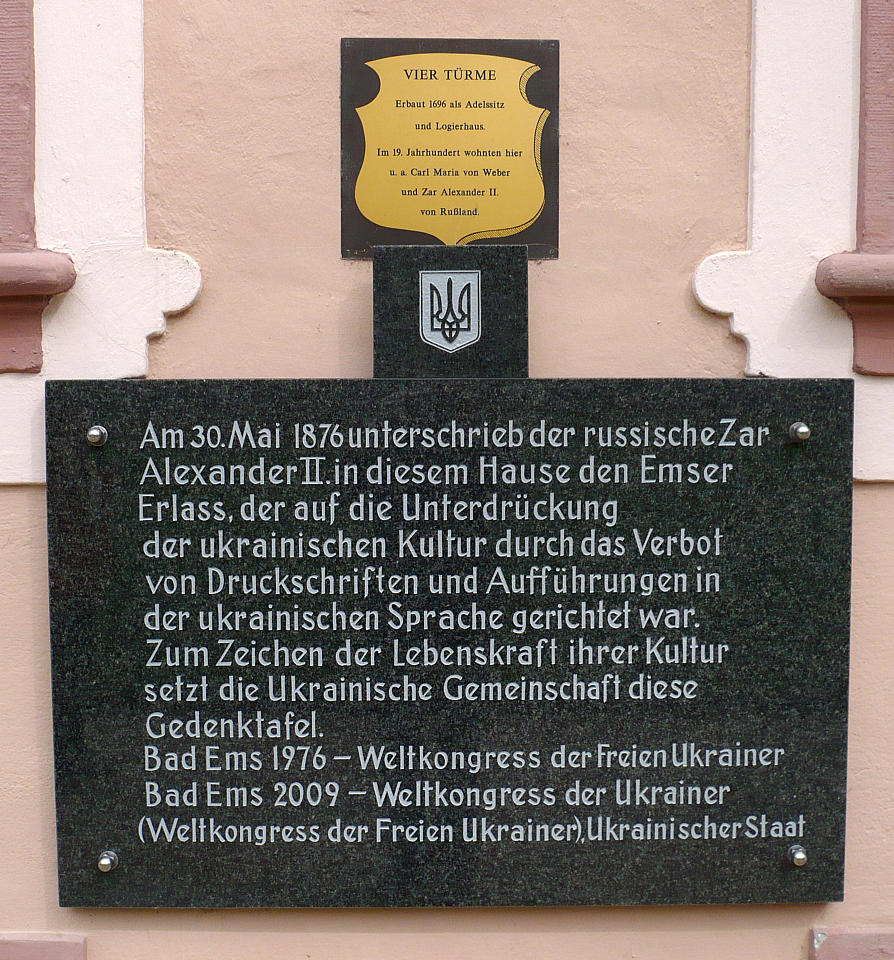 VIER TÜRME
Erbaut 1696 als Adelssitz
und Logierhaus.
Im 19. Jahrhundert wohnten hier
u. a. Carl Maria von Weber
und Zar Alexander II.
von Rußland.
Am 30. Mai 1876 unterschrieb der russische Zar
Alexander II. in diesem Hause den Emser
Erlass, der auf die Unterdrückung
der ukrainischen Kultur durch das Verbot
von Druckschriften und Aufführungen in
der ukrainischen Sprache gerichtet war.
Zum Zeichen der Lebenskraft ihrer Kultur
setzt die Ukrainische Gemeinschaft diese
Gedenktafel.
Bad Ems 1976 – Weltkongress der Freien Ukrainer
Bad Ems 2009 – Weltkongress der Ukrainer
(Weltkongress der Freien Ukrainer), Ukrainischer Staat